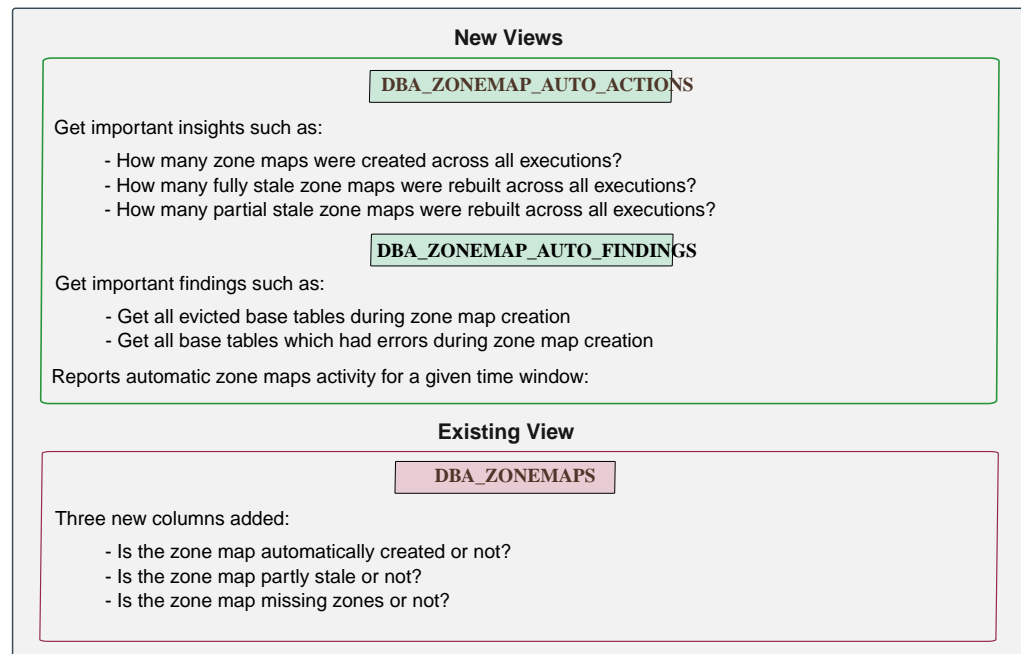 New Views
DBA_ZONEMAP_AUTO_ACTIONS
Get important insights such as:
- How many zone maps were created across all executions?
- How many fully stale zone maps were rebuilt across all executions?
- How many partial stale zone maps were rebuilt across all executions?
DBA_ZONEMAP_AUTO_FINDINGS
Get important findings such as:
- Get all evicted base tables during zone map creation
- Get all base tables which had errors during zone map creation
Reports automatic zone maps activity for a given time window:
Existing View
DBA_ZONEMAPS
Three new columns added:
- Is the zone map automatically created or not?
- Is the zone map partly stale or not?
- Is the zone map missing zones or not?